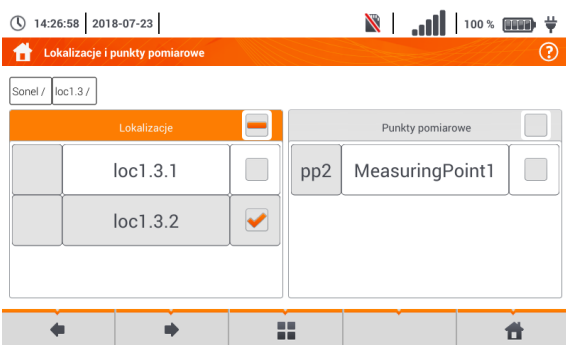 14:26:58 2018-07-23 100 %
Lokalizacje i punkty pomiarowe
Sonel / loc1.3 /
Lokalizacje
Punkty pomiarowe
loc1.3.1
pp2 MeasuringPoint1
loc1.3.2